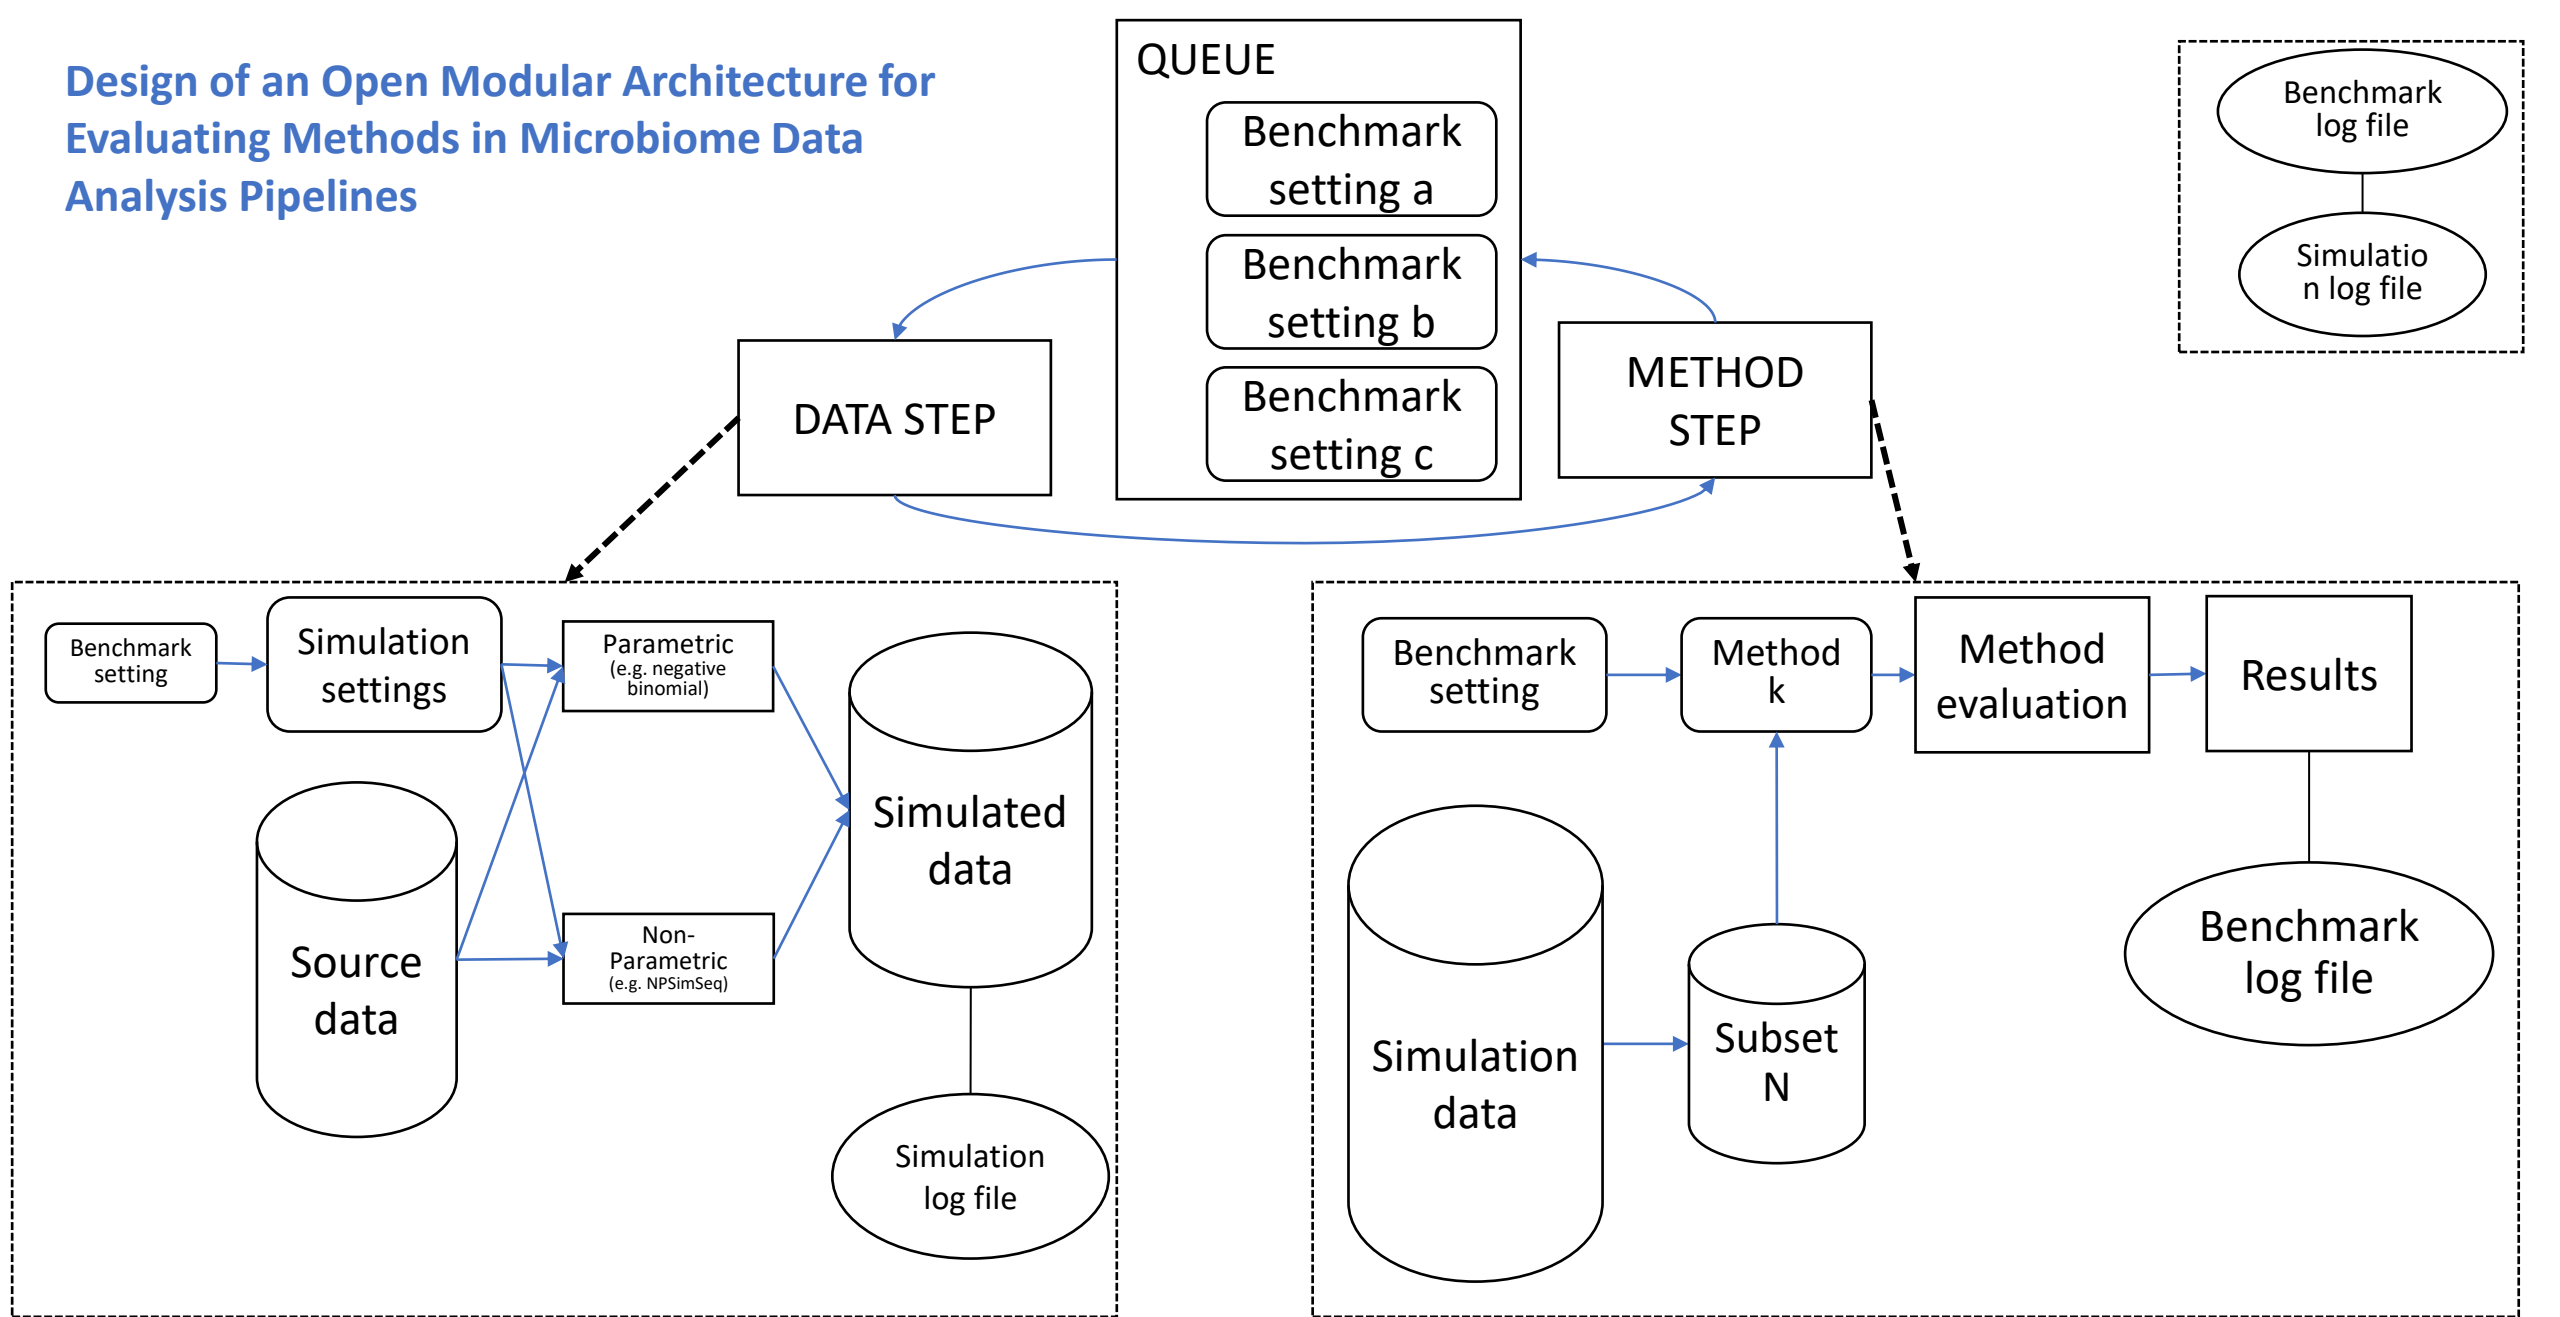 Design of an Open Modular Architecture for
Evaluating Methods in Microbiome Data
Analysis Pipelines
QUEUE
Benchmark
setting a
Benchmark
setting b
Benchmark
setting c
DATA STEP
METHOD
STEP
Benchmark
log file
Simulatio
n log file
Benchmark
setting
Simulation
settings
Parametric
(e.g. negative
binomial)
Source
data
Non-
Parametric
(e.g. NPSimSeq)
Simulated
data
Simulation
log file
Benchmark
setting
Method
k
Method
evaluation
Results
Simulation
data
Subset
N
Benchmark
log file